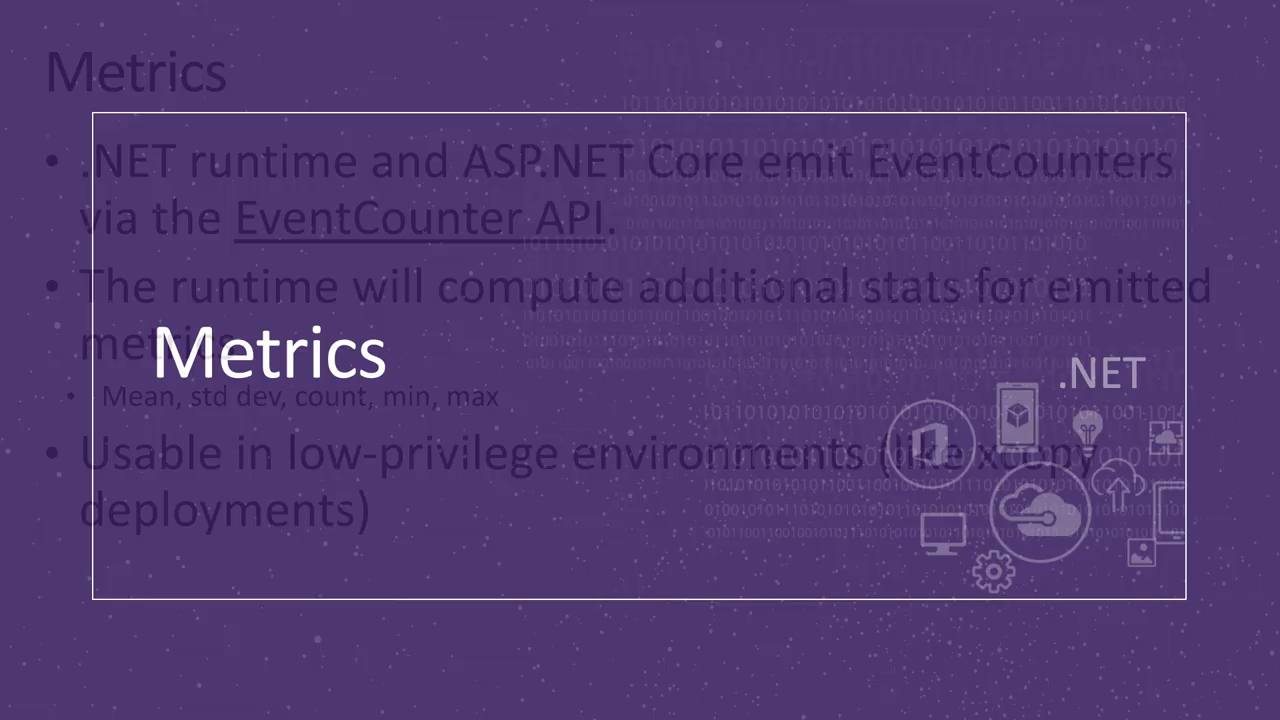 Metrics
• .NET runtime and ASP.NET Core emit EventCounters
via the EventCounter API.
• The runtime will compute additional stats for emitted
metrics
• Mean, std dev, count, min, max
• Usable in low-privilege environments (like xcopy
deployments)
Metrics
.NET